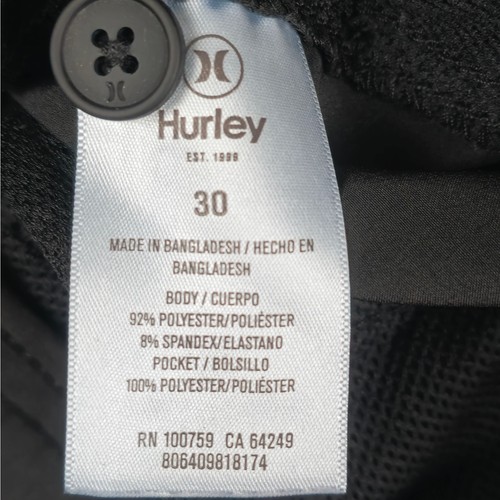 Hurley
EST. 1999
30
MADE IN BANGLADESH / HECHO EN
BANGLADESH
BODY / CUERPO
92% POLYESTER/POLIÉSTER
8% SPANDEX/ELASTANO
POCKET / BOLSILLO
100% POLYESTER/POLIÉSTER
RN 100759 CA 64249
806409818174